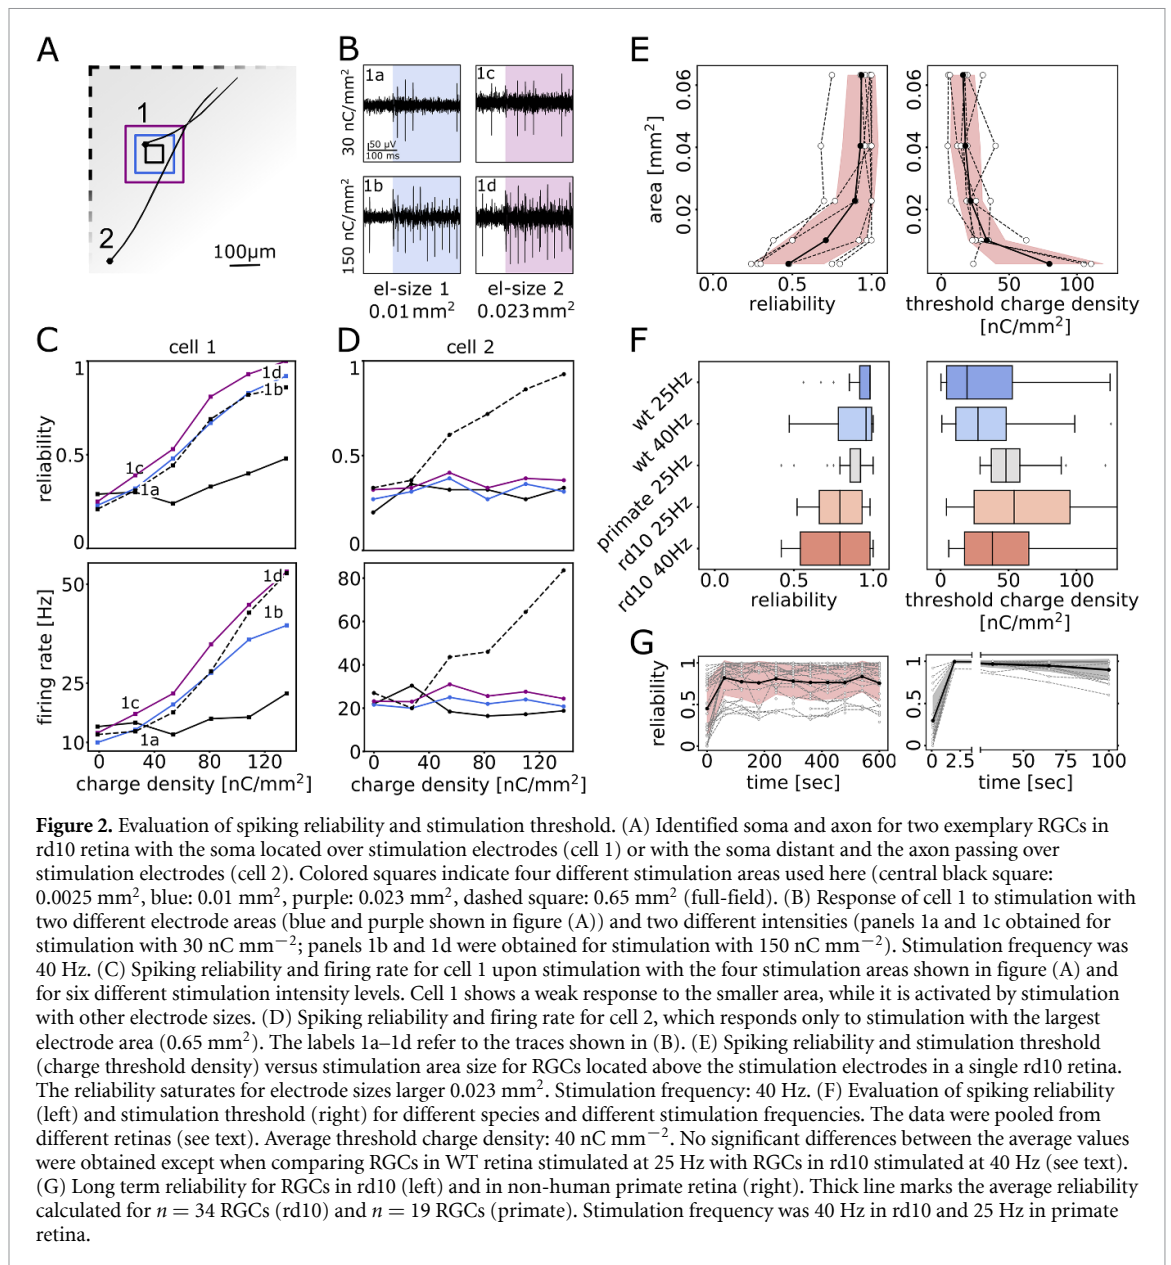 A
1
2
100μm
B
1a
1c
30 nC/mm²
50 μV
100 ms
1b
1d
150 nC/mm²
el-size 1
0.01 mm²
el-size 2
0.023 mm²
E
0.06
0.04
0.02
area [mm²]
0.0 0.5 1.0
reliability
0.06
0.04
0.02
0 50 100
threshold charge density
[nC/mm²]
C
cell 1
1
0.5
0
reliability
1d
1b
1c
1a
50
25
10
firing rate [Hz]
1d
1b
1c
1a
0 40 80 120
charge density [nC/mm²]
D
cell 2
1
0.5
0
80
60
40
20
0
0 40 80 120
charge density [nC/mm²]
F
wt 25Hz
wt 40Hz
primate 25Hz
rd10 25Hz
rd10 40Hz
0.0 0.5 1.0
reliability
0 50 100
threshold charge density
[nC/mm²]
G
1
0.5
0
reliability
0 200 400 600
time [sec]
1
0.5
0
0 2.5 50 75 100
time [sec]
Figure 2. Evaluation of spiking reliability and stimulation threshold. (A) Identified soma and axon for two exemplary RGCs in
rd10 retina with the soma located over stimulation electrodes (cell 1) or with the soma distant and the axon passing over
stimulation electrodes (cell 2). Colored squares indicate four different stimulation areas used here (central black square:
0.0025 mm², blue: 0.01 mm², purple: 0.023 mm², dashed square: 0.65 mm² (full-field). (B) Response of cell 1 to stimulation with
two different electrode areas (blue and purple shown in figure (A)) and two different intensities (panels 1a and 1c obtained for
stimulation with 30 nC mm−2; panels 1b and 1d were obtained for stimulation with 150 nC mm−2). Stimulation frequency was
40 Hz. (C) Spiking reliability and firing rate for cell 1 upon stimulation with the four stimulation areas shown in figure (A) and
for six different stimulation intensity levels. Cell 1 shows a weak response to the smaller area, while it is activated by stimulation
with other electrode sizes. (D) Spiking reliability and firing rate for cell 2, which responds only to stimulation with the largest
electrode area (0.65 mm²). The labels 1a–1d refer to the traces shown in (B). (E) Spiking reliability and stimulation threshold
(charge threshold density) versus stimulation area size for RGCs located above the stimulation electrodes in a single rd10 retina.
The reliability saturates for electrode sizes larger 0.023 mm². Stimulation frequency: 40 Hz. (F) Evaluation of spiking reliability
(left) and stimulation threshold (right) for different species and different stimulation frequencies. The data were pooled from
different retinas (see text). Average threshold charge density: 40 nC mm−2. No significant differences between the average values
were obtained except when comparing RGCs in WT retina stimulated at 25 Hz with RGCs in rd10 stimulated at 40 Hz (see text).
(G) Long term reliability for RGCs in rd10 (left) and in non-human primate retina (right). Thick line marks the average reliability
calculated for n = 34 RGCs (rd10) and n = 19 RGCs (primate). Stimulation frequency was 40 Hz in rd10 and 25 Hz in primate
retina.